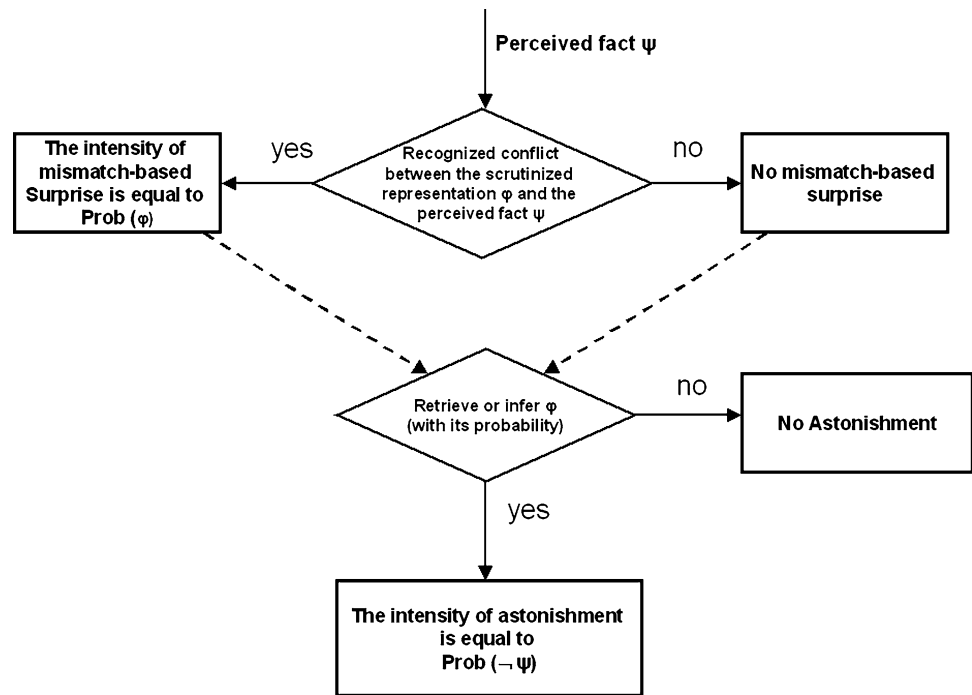 Perceived fact ψ
The intensity of
mismatch-based
Surprise is equal to
Prob (φ)
yes
Recognized conflict
between the scrutinized
representation φ and the
perceived fact ψ
no
No mismatch-based
surprise
Retrieve or infer φ
(with its probability)
no
No Astonishment
yes
The intensity of astonishment
is equal to
Prob (¬ ψ)